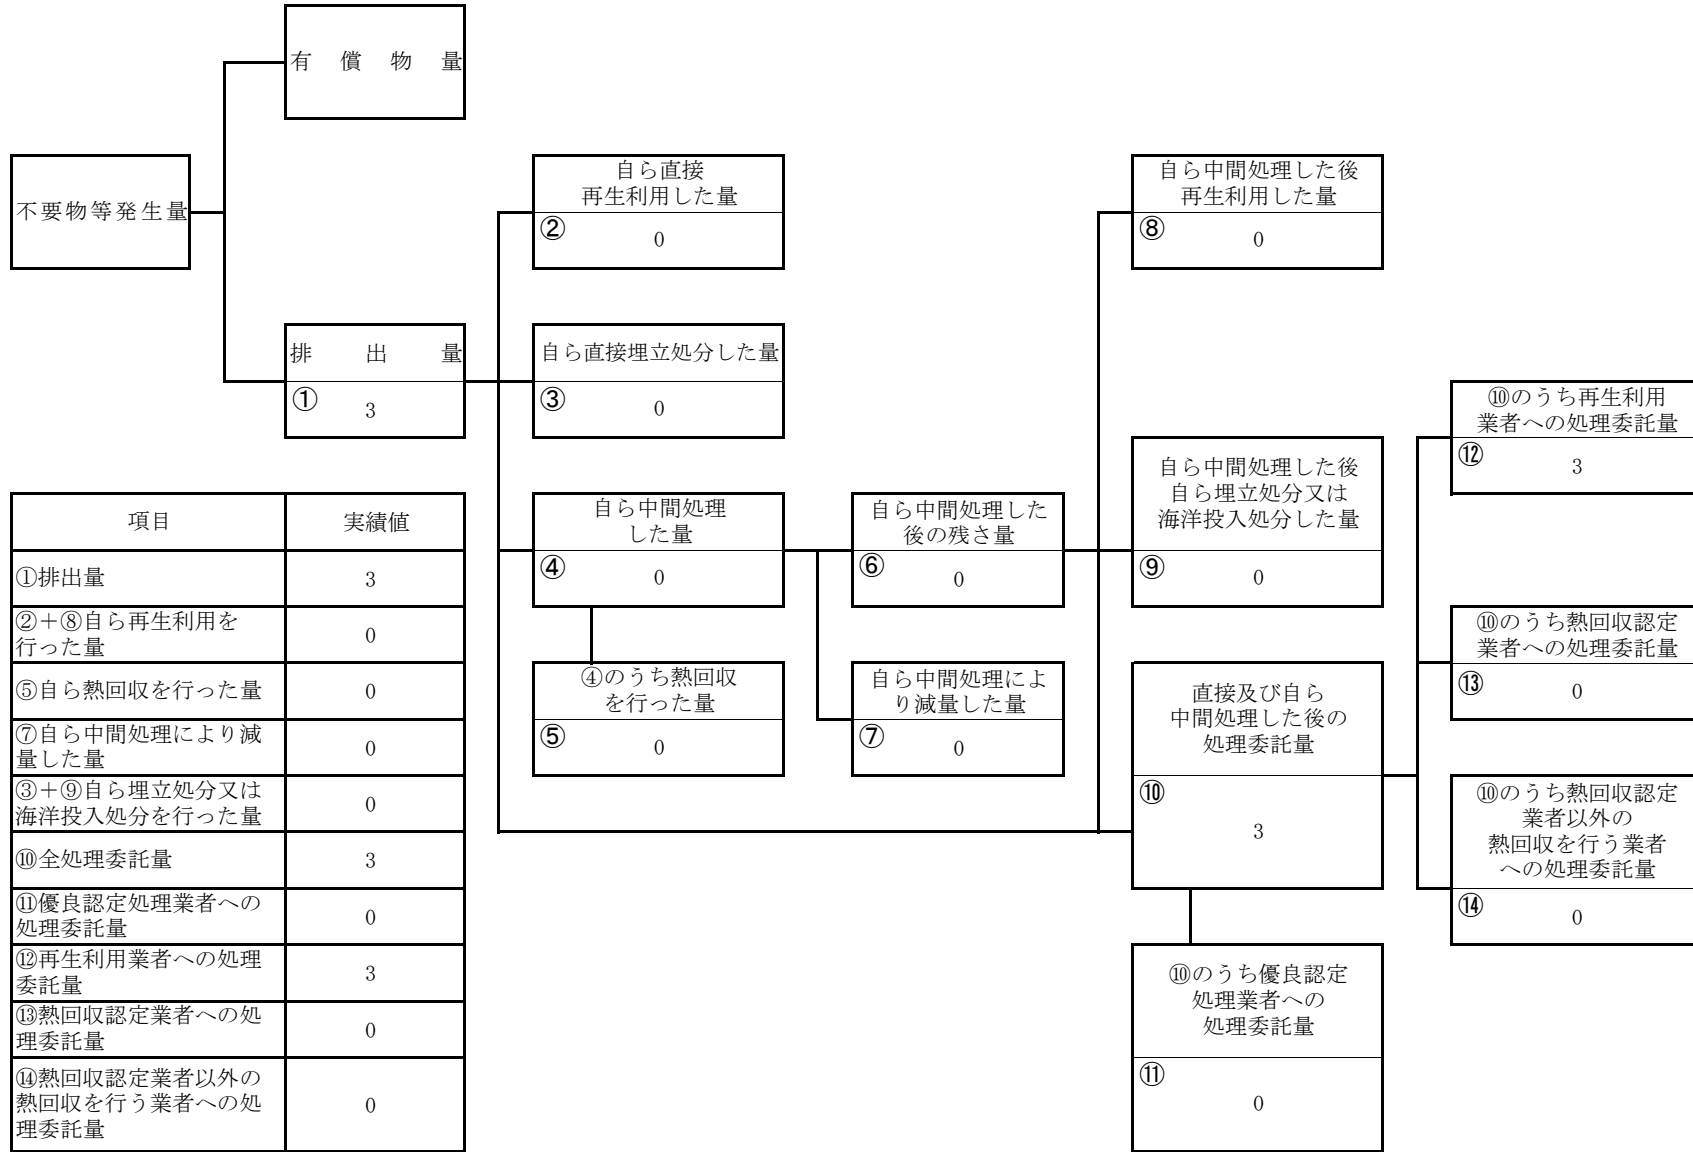 有償物量
不要物等発生量
排出量
①
3
自ら直接
再生利用した量
②
0
自ら直接埋立処分した量
③
0
自ら中間処理
した量
④
0
④のうち熱回収
を行った量
⑤
0
自ら中間処理した
後の残さ量
⑥
0
自ら中間処理によ
り減量した量
⑦
0
自ら中間処理した後
再生利用した量
⑧
0
自ら中間処理した後
自ら埋立処分又は
海洋投入処分した量
⑨
0
直接及び自ら
中間処理した後の
処理委託量
⑩
3
⑩のうち優良認定
処理業者への
処理委託量
⑪
0
⑩のうち再生利用
業者への処理委託量
⑫
3
⑩のうち熱回収認定
業者への処理委託量
⑬
0
⑩のうち熱回収認定
業者以外の
熱回収を行う業者
への処理委託量
⑭
0
項目 実績値
①排出量 3
②＋⑧自ら再生利用を
行った量 0
⑤自ら熱回収を行った量 0
⑦自ら中間処理により減
量した量 0
③＋⑨自ら埋立処分又は
海洋投入処分を行った量 0
⑩全処理委託量 3
⑪優良認定処理業者への
処理委託量 0
⑫再生利用業者への処理
委託量 3
⑬熱回収認定業者への処
理委託量 0
⑭熱回収認定業者以外の
熱回収を行う業者への処
理委託量 0